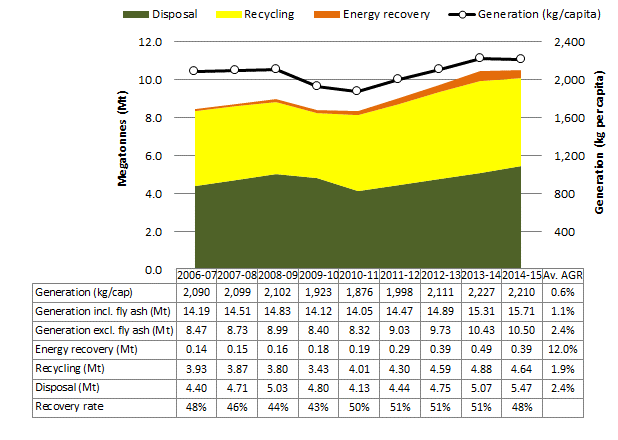 Disposal Recycling Energy recovery Generation (kg/capita)
12.0 2,400
10.0 2,000
8.0 1,600
6.0 1,200
4.0 800
2.0 400
0.0
Megatonnes (Mt)
Generation (kg per capita)
2006-07 2007-08 2008-09 2009-10 2010-11 2011-12 2012-13 2013-14 2014-15 Av. AGR
Generation (kg/cap) 2,090 2,099 2,102 1,923 1,876 1,998 2,111 2,227 2,210 0.6%
Generation incl. fly ash (Mt) 14.19 14.51 14.83 14.12 14.05 14.47 14.89 15.31 15.71 1.1%
Generation excl. fly ash (Mt) 8.47 8.73 8.99 8.40 8.32 9.03 9.73 10.43 10.50 2.4%
Energy recovery (Mt) 0.14 0.15 0.16 0.18 0.19 0.29 0.39 0.49 0.39 12.0%
Recycling (Mt) 3.93 3.87 3.80 3.43 4.01 4.30 4.59 4.88 4.64 1.9%
Disposal (Mt) 4.40 4.71 5.03 4.80 4.13 4.44 4.75 5.07 5.47 2.4%
Recovery rate 48% 46% 44% 43% 50% 51% 51% 51% 48%